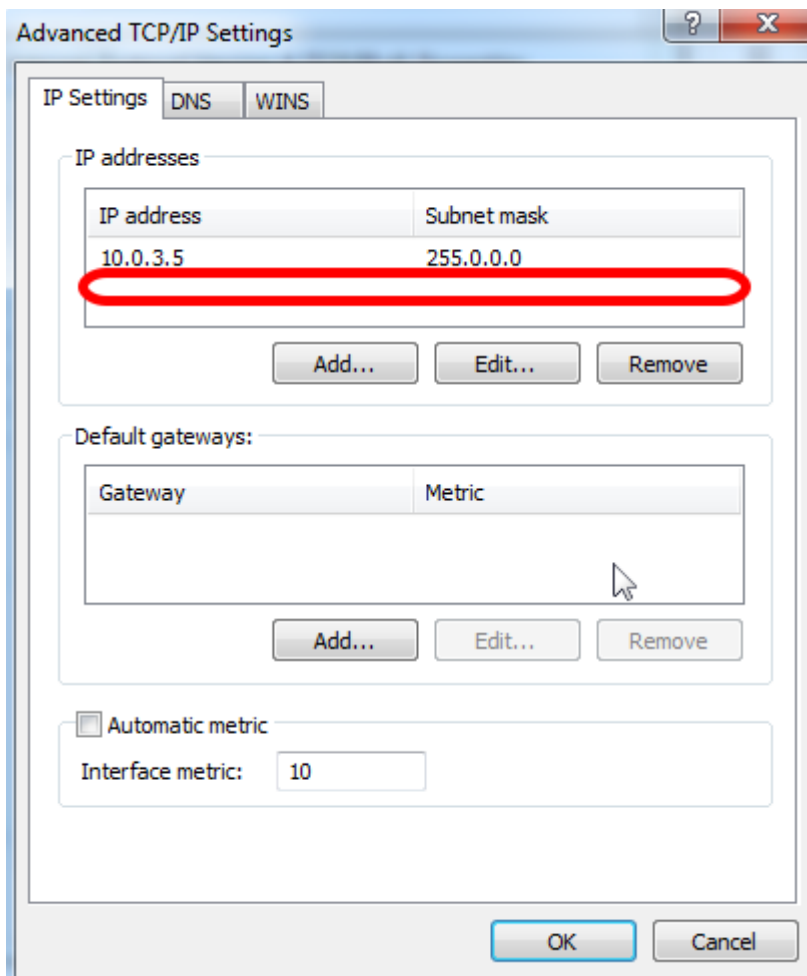 Advanced TCP/IP Settings
?
IP Settings DNS WINS
IP addresses
IP address Subnet mask
10.0.3.5 255.0.0.0
Add... Edit... Remove
Default gateways:
Gateway Metric
Add... Edit... Remove
Automatic metric
Interface metric: 10
OK Cancel